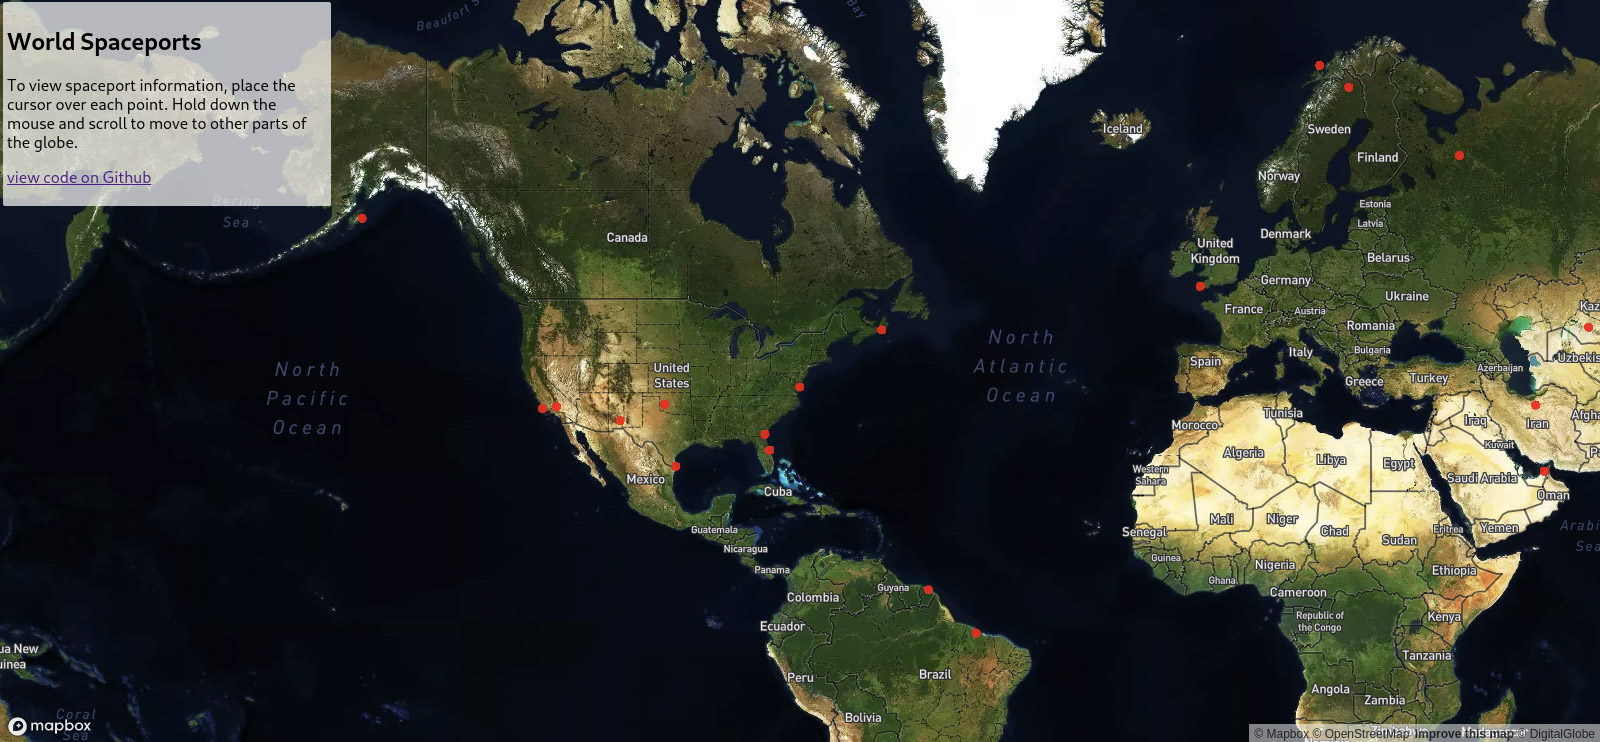 World Spaceports
To view spaceport information, place the
cursor over each point. Hold down the
mouse and scroll to move to other parts of
the globe.
view code on Github
Beaufort S
Bay
Iceland
Sweden
Finland
Norway
Estonia
Latvia
Bering
Sea
Canada
Denmark
United
Kingdom
Belarus
Germany
Ukraine
France
Austria
Romania
Kaz
North
Pacific
Ocean
United
States
North
Atlantic
Ocean
Spain
Italy
Bulgaria
Greece
Turkey
Azerbaijan
Uzbekis
Morocco
Tunisia
Iraq
Iran
Afgha
Algeria
Libya
Egypt
Kuwait
Pa
Western
Sahara
Saudi Arabia
Oman
Mexico
Cuba
Guatemala
Nicaragua
Panama
Senegal
Mali
Niger
Chad
Sudan
Eritrea
Yemen
Arabi
Sea
Guinea
Ghana
Nigeria
Ethiopia
Cameroon
Guyana
Colombia
Ecuador
Republic of
the Congo
Kenya
ua New
uinea
Tanzania
Peru
Brazil
Angola
Zambia
Bolivia
Coral
Sea
mapbox
Zimbabwe
© Mapbox © OpenStreetMap Improve this map © DigitalGlobe